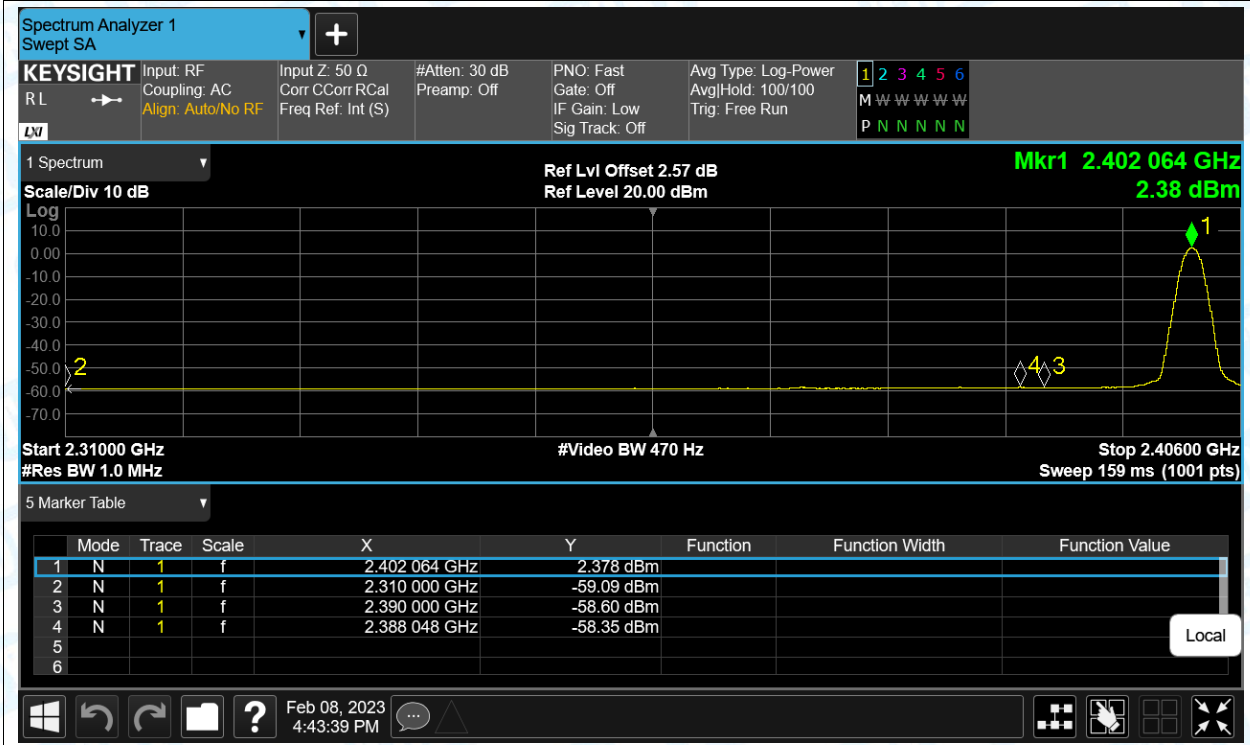 Spectrum Analyzer 1
Swept SA
KEYSIGHT
R L
LXI
Input: RF
Coupling: AC
Align: Auto/No RF
Input Z: 50 Ω
Corr CCorr RCal
Freq Ref: Int (S)
#Atten: 30 dB
Preamp: Off
PNO: Fast
Gate: Off
IF Gain: Low
Sig Track: Off
Avg Type: Log-Power
Avg|Hold: 100/100
Trig: Free Run
1 2 3 4 5 6
M W W W W W
P N N N N N
1 Spectrum
Scale/Div 10 dB
Ref Lvl Offset 2.57 dB
Ref Level 20.00 dBm
Mkr1 2.402 064 GHz
2.38 dBm
Log
10.0
0.00
-10.0
-20.0
-30.0
-40.0
-50.0
-60.0
-70.0
1
2
4
3
Start 2.31000 GHz
#Res BW 1.0 MHz
#Video BW 470 Hz
Stop 2.40600 GHz
Sweep 159 ms (1001 pts)
5 Marker Table
Mode Trace Scale X Y Function Function Width Function Value
1 N 1 f 2.402 064 GHz 2.378 dBm
2 N 1 f 2.310 000 GHz -59.09 dBm
3 N 1 f 2.390 000 GHz -58.60 dBm
4 N 1 f 2.388 048 GHz -58.35 dBm
5
6
Local
?
Feb 08, 2023
4:43:39 PM